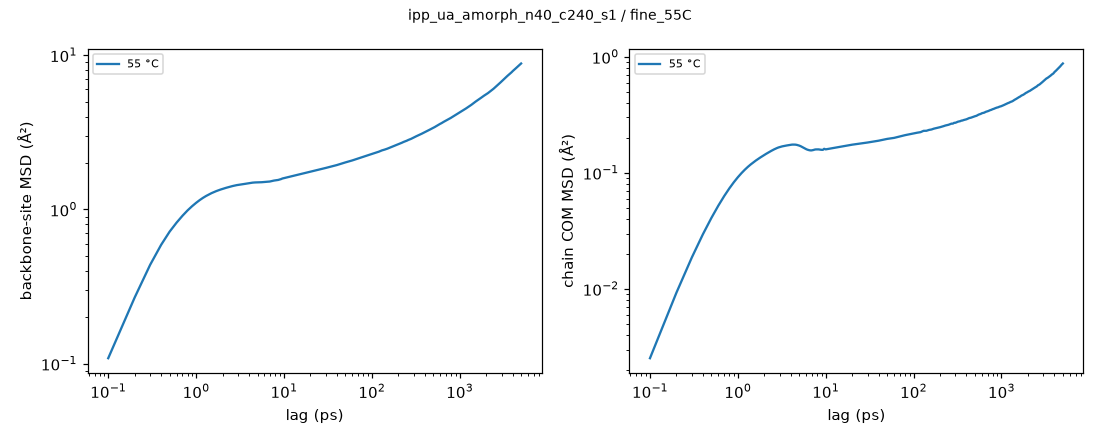 ipp_ua_amorph_n40_c240_s1 / fine_55C
55 °C
10¹
10⁰
10⁻¹
backbone-site MSD (Å²)
10⁻¹ 10⁰ 10¹ 10² 10³
lag (ps)
55 °C
10⁰
10⁻¹
10⁻²
chain COM MSD (Å²)
10⁻¹ 10⁰ 10¹ 10² 10³
lag (ps)